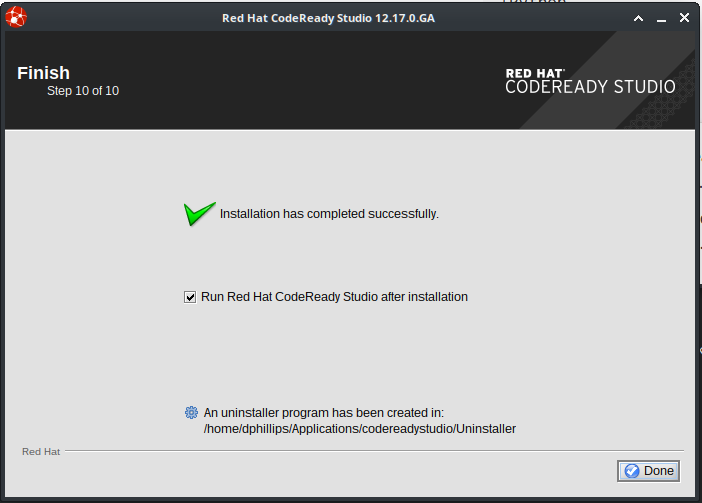 Red Hat CodeReady Studio 12.17.0.GA
Finish
Step 10 of 10
RED HAT
CODEREADY STUDIO
Installation has completed successfully.
Run Red Hat CodeReady Studio after installation
An uninstaller program has been created in:
/home/dphillips/Applications/codereadystudio/Uninstaller
Red Hat
Done